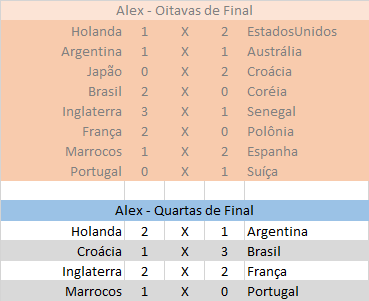 Alex - Oitavas de Final
Holanda 1 X 2 EstadosUnidos
Argentina 1 X 1 Austrália
Japão 0 X 2 Croácia
Brasil 2 X 0 Coréia
Inglaterra 3 X 1 Senegal
França 2 X 0 Polônia
Marrocos 1 X 2 Espanha
Portugal 0 X 1 Suíça
Alex - Quartas de Final
Holanda 2 X 1 Argentina
Croácia 1 X 3 Brasil
Inglaterra 2 X 2 França
Marrocos 1 X 0 Portugal